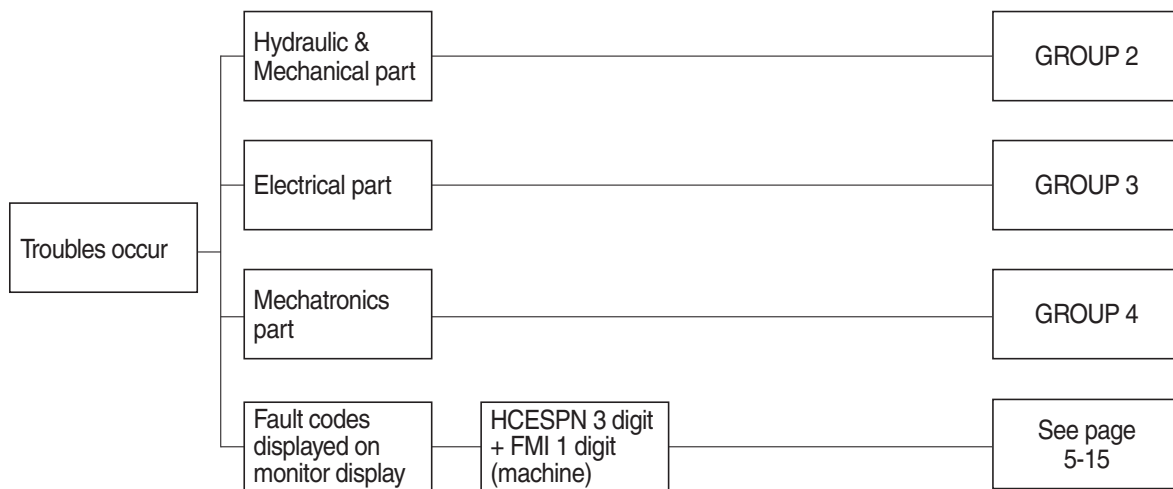 Hydraulic &
Mechanical part
GROUP 2
Electrical part
GROUP 3
Troubles occur
Mechatronics
part
GROUP 4
Fault codes
displayed on
monitor display
HCESPN 3 digit
+ FMI 1 digit
(machine)
See page
5-15